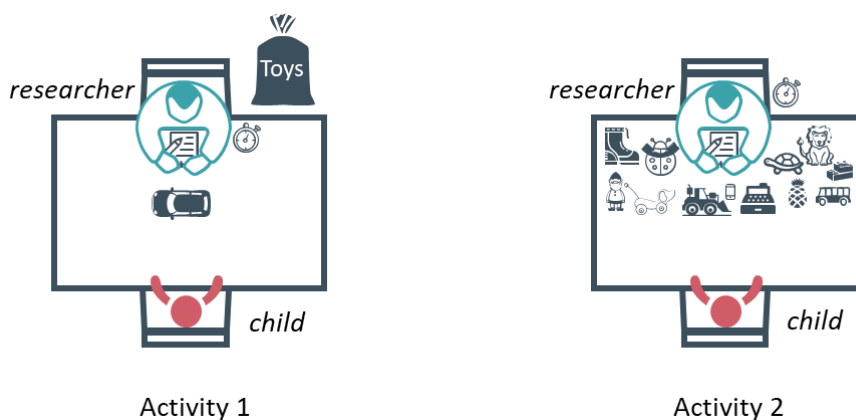 Toys
researcher
researcher
child
child
Activity 1
Activity 2